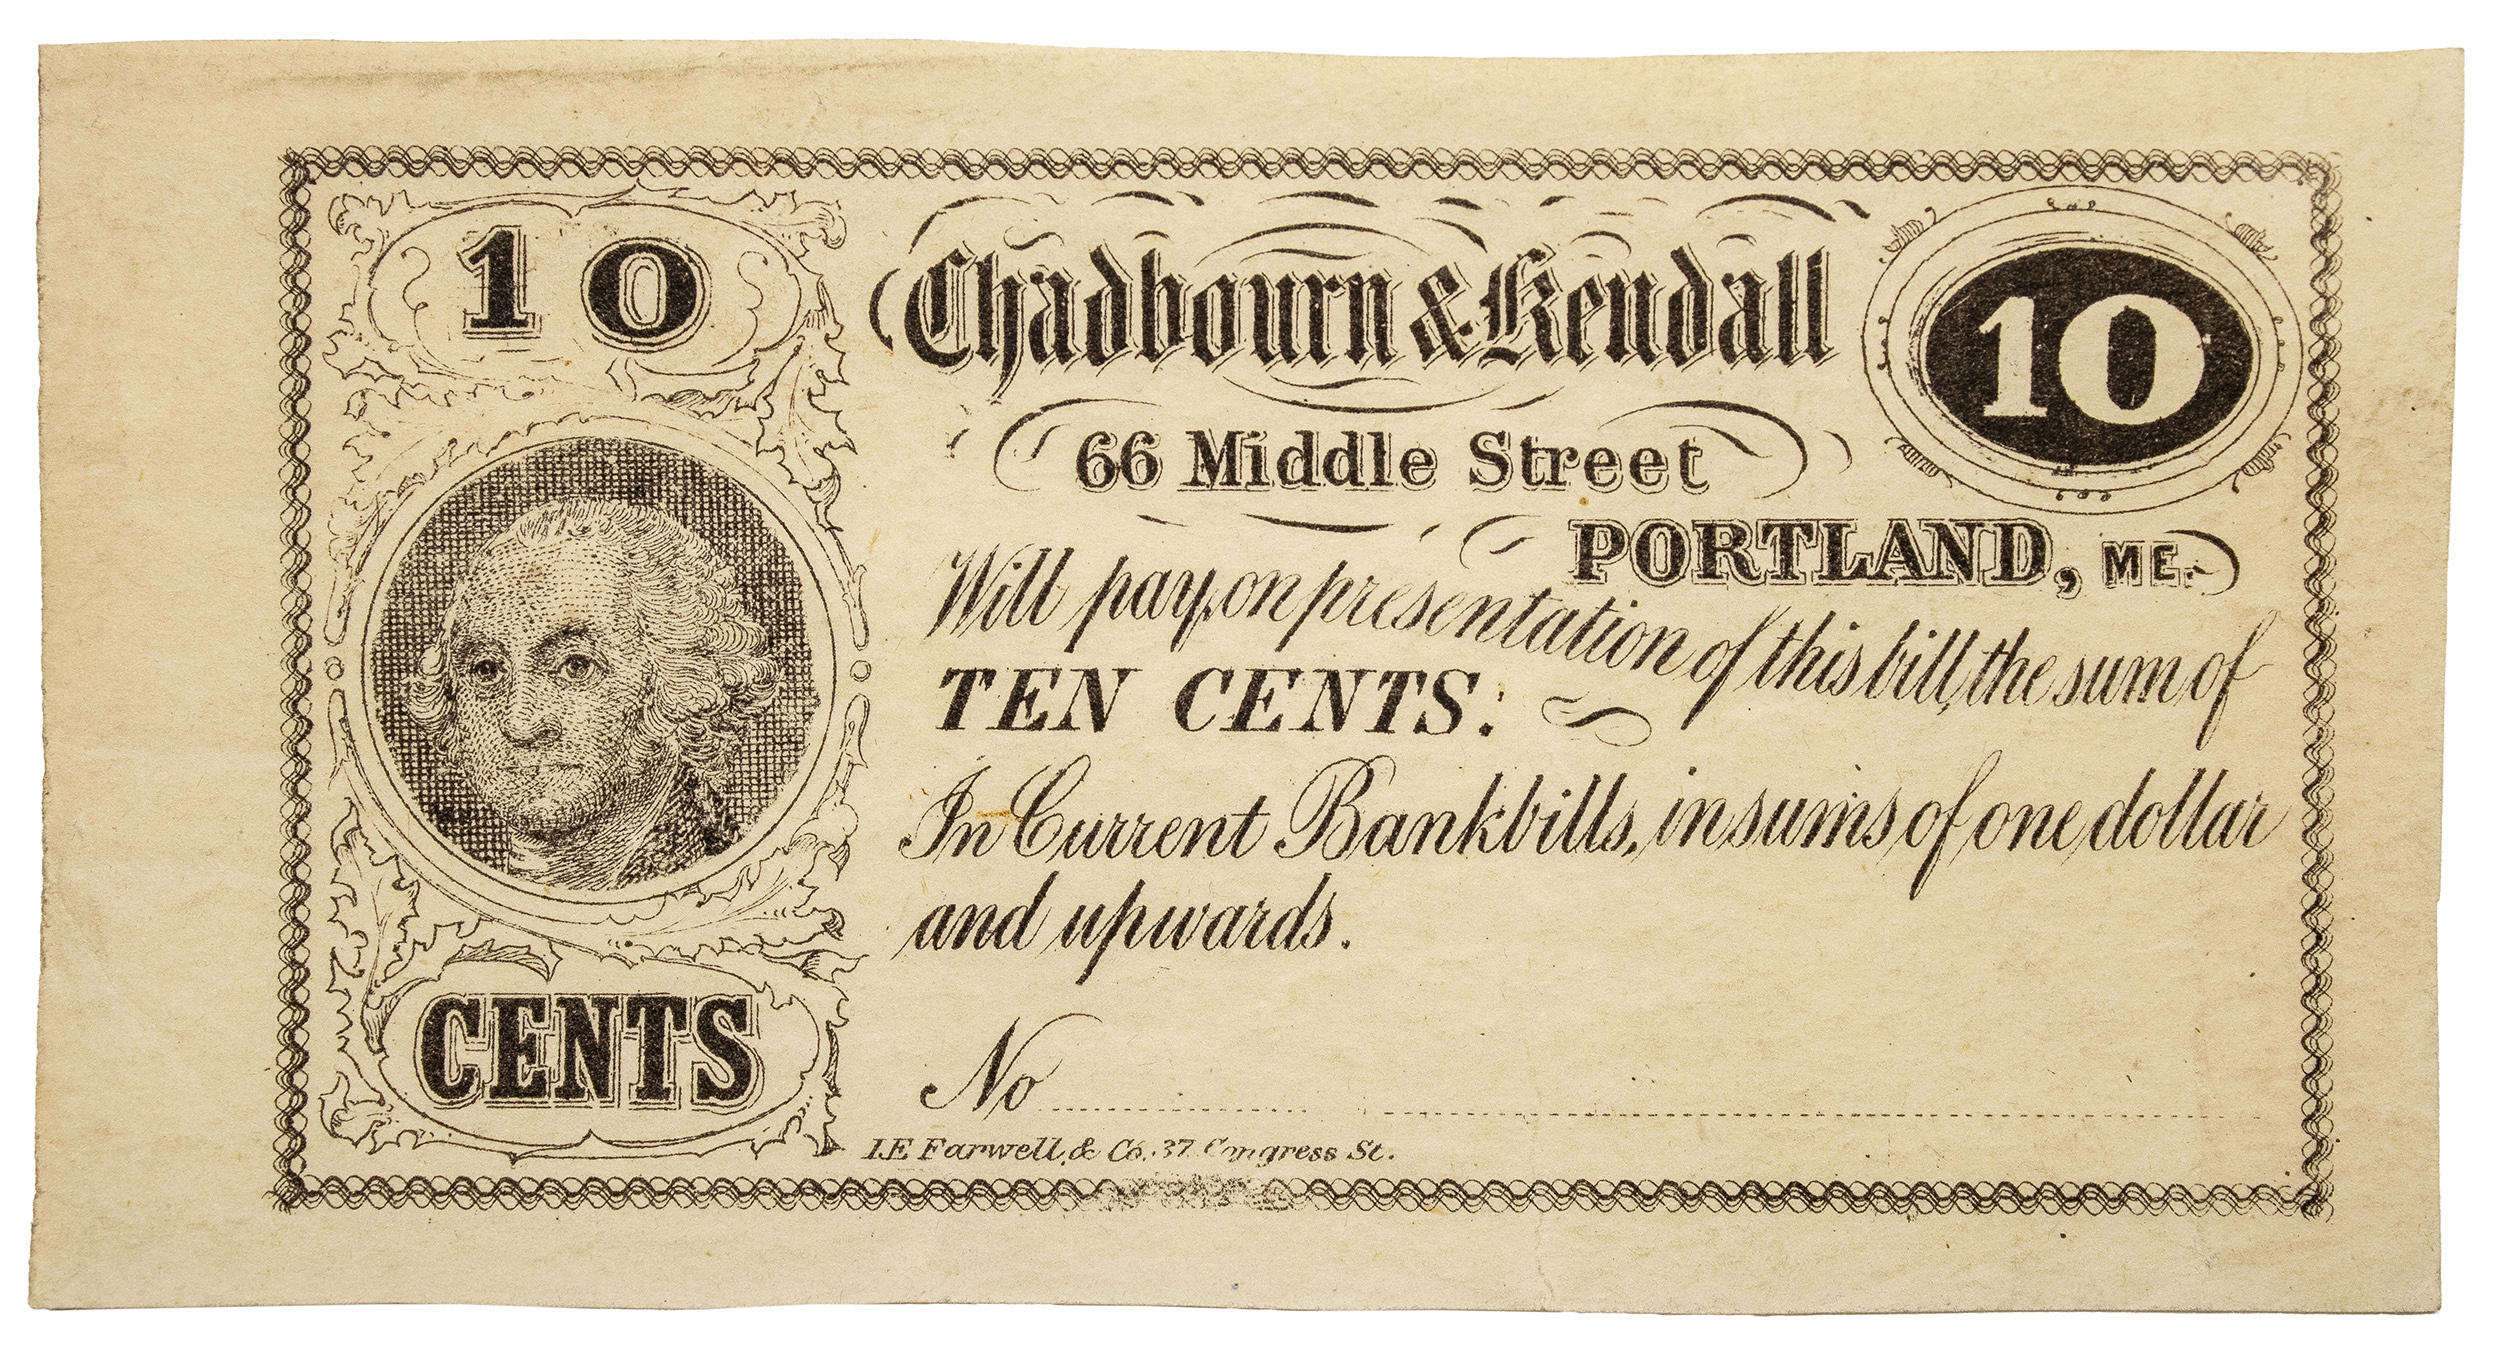 10
Chadbourn & Kendall
10
66 Middle Street
PORTLAND, ME.
Will pay, on presentation of this bill, the sum of
TEN CENTS:
In Current Bankbills, in sums of one dollar
and upwards.
CENTS
No
I.E Farwell, & Co. 37 Congress St.